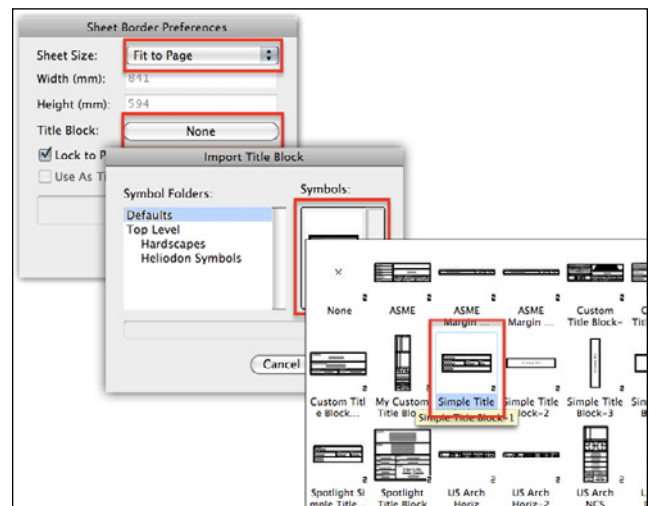 Sheet Border Preferences
Sheet Size: Fit to Page
Width (mm): 841
Height (mm): 594
Title Block: None
Lock to P
Use As Ti
Import Title Block
Symbol Folders:
Symbols:
Defaults
Top Level
Hardscapes
Heliodon Symbols
Cancel
None
ASME
ASME Margin ...
ASME Margin ...
Custom Title Block-
Custom Titl e Block...
My Custom Title Blo
Simple Title
Simple Title Block-2
Simple Title Block-3
Simple Title Block-1
Spotlight Si mple Title
Spotlight Title Block
US Arch Horiz
US Arch Horiz-2
US Arch NCS